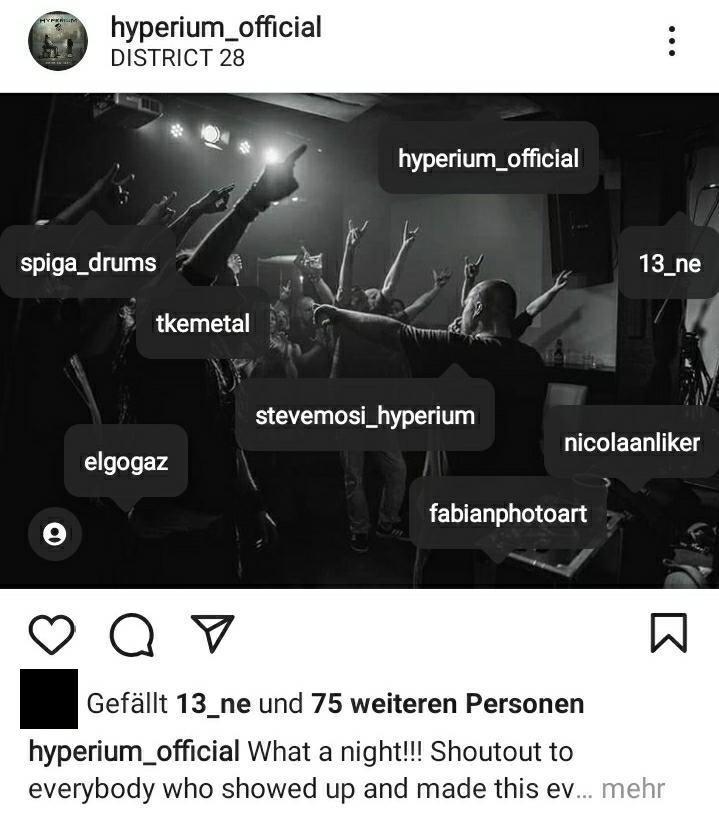 hyperium_official
DISTRICT 28
hyperium_official
spiga_drums
13_ne
tkemetal
stevemosi_hyperium
nicolaanliker
elgogaz
fabianphotoart
Gefällt 13_ne und 75 weiteren Personen
hyperium_official What a night!!! Shoutout to
everybody who showed up and made this ev... mehr